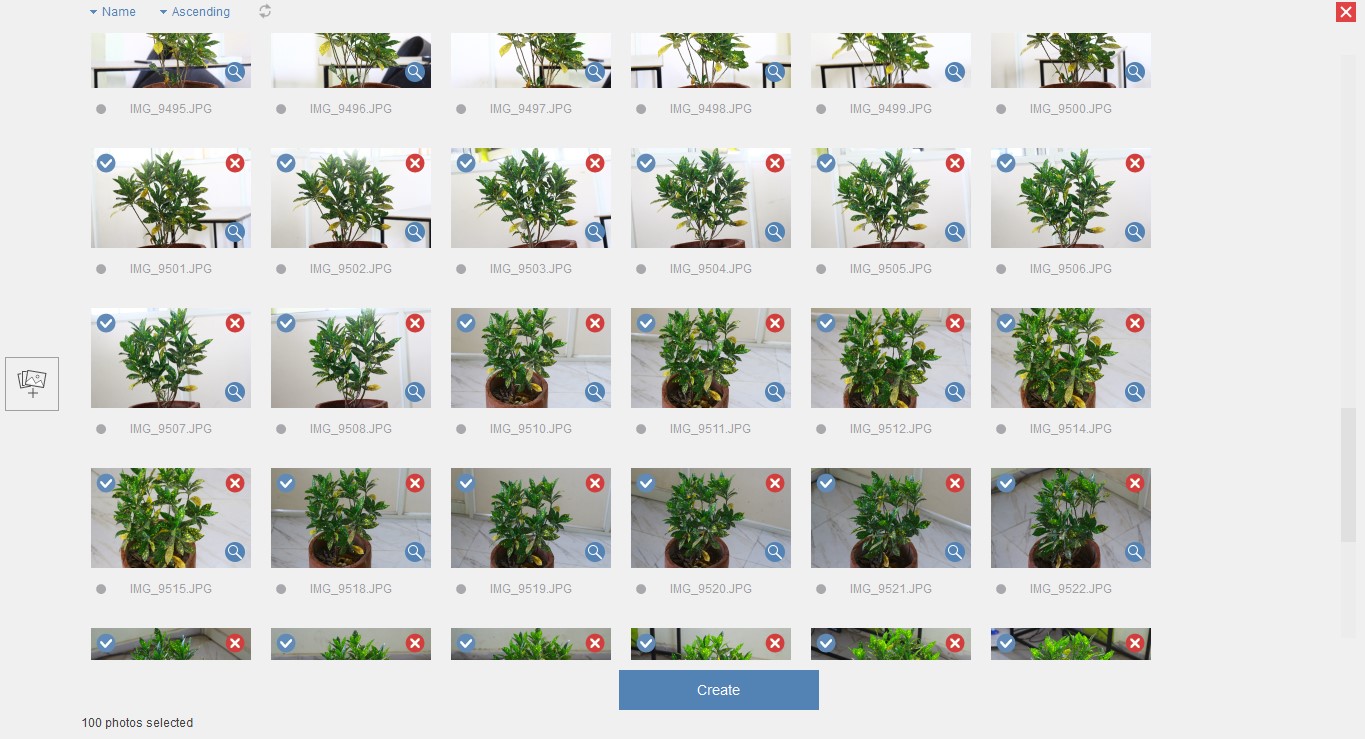 Name Ascending
IMG_9495.JPG IMG_9496.JPG IMG_9497.JPG IMG_9498.JPG IMG_9499.JPG IMG_9500.JPG
IMG_9501.JPG IMG_9502.JPG IMG_9503.JPG IMG_9504.JPG IMG_9505.JPG IMG_9506.JPG
IMG_9507.JPG IMG_9508.JPG IMG_9510.JPG IMG_9511.JPG IMG_9512.JPG IMG_9514.JPG
IMG_9515.JPG IMG_9518.JPG IMG_9519.JPG IMG_9520.JPG IMG_9521.JPG IMG_9522.JPG
Create
100 photos selected